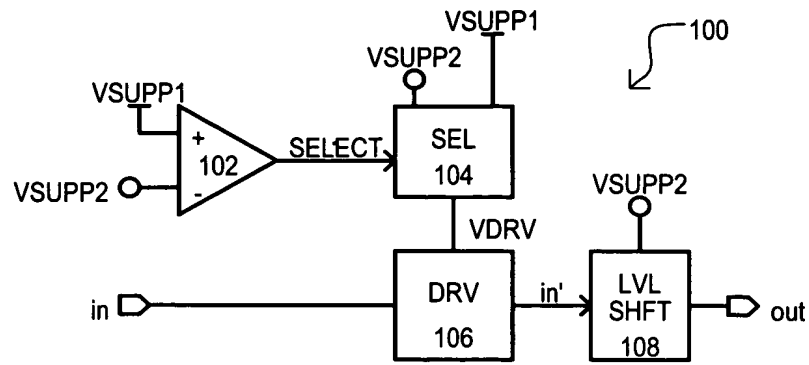 VSUPP1
100
VSUPP2
VSUPP1
+
102
SELECT
SEL
104
VSUPP2
-
VSUPP2
VDRV
in
DRV
106
in'
LVL
SHFT
108
out